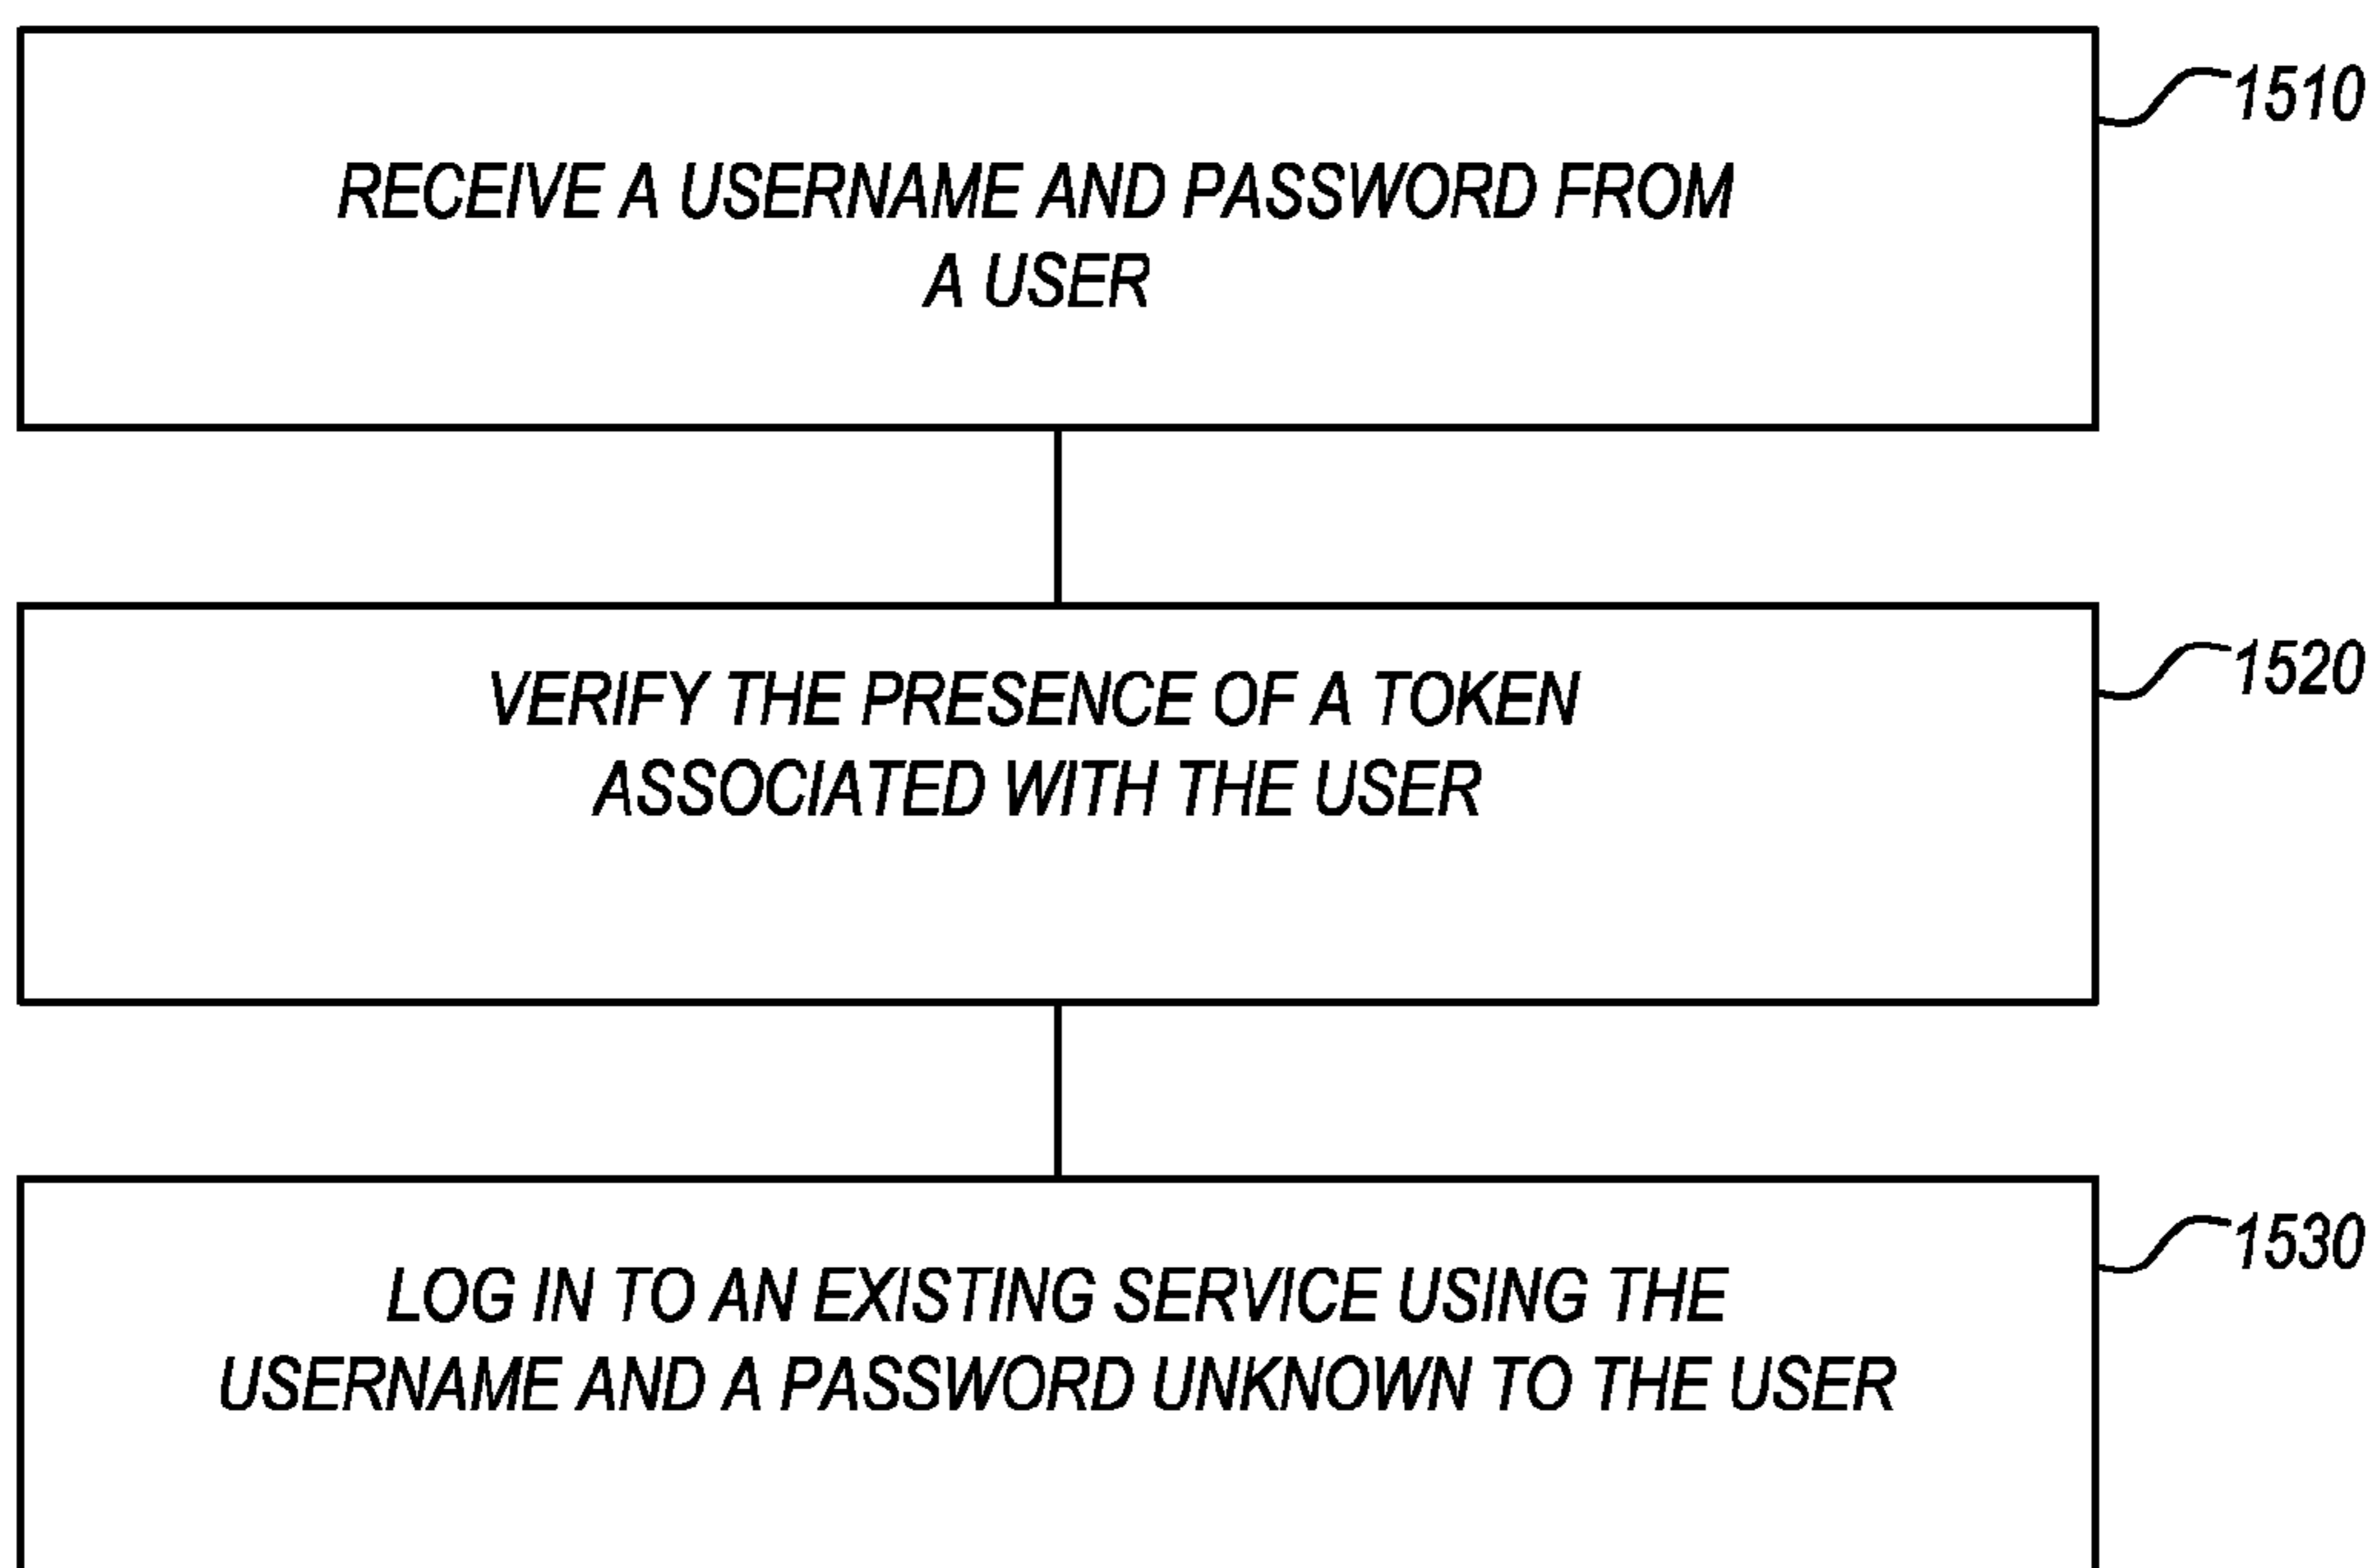 1510
RECEIVE A USERNAME AND PASSWORD FROM
A USER
1520
VERIFY THE PRESENCE OF A TOKEN
ASSOCIATED WITH THE USER
1530
LOG IN TO AN EXISTING SERVICE USING THE
USERNAME AND A PASSWORD UNKNOWN TO THE USER